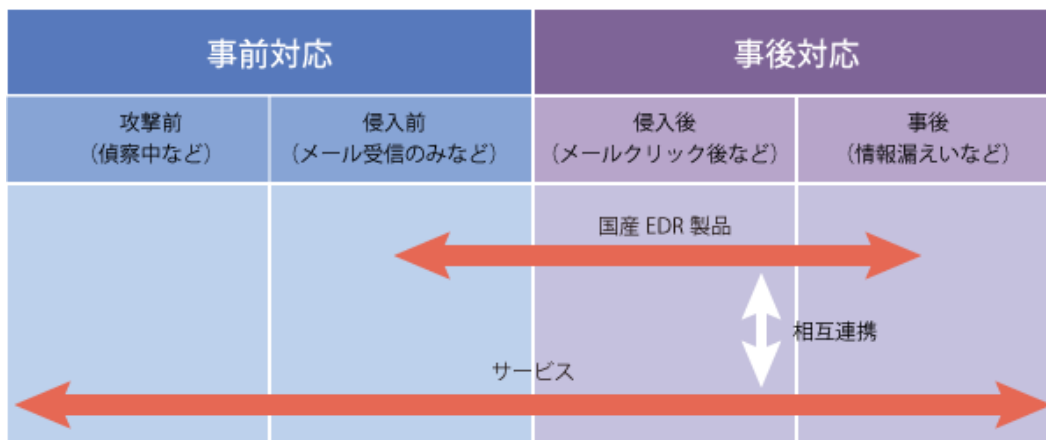 事前対応
事後対応
攻撃前
（偵察中など）
侵入前
（メール受信のみなど）
侵入後
（メールクリック後など）
事後
（情報漏えいなど）
国産 EDR 製品
相互連携
サービス